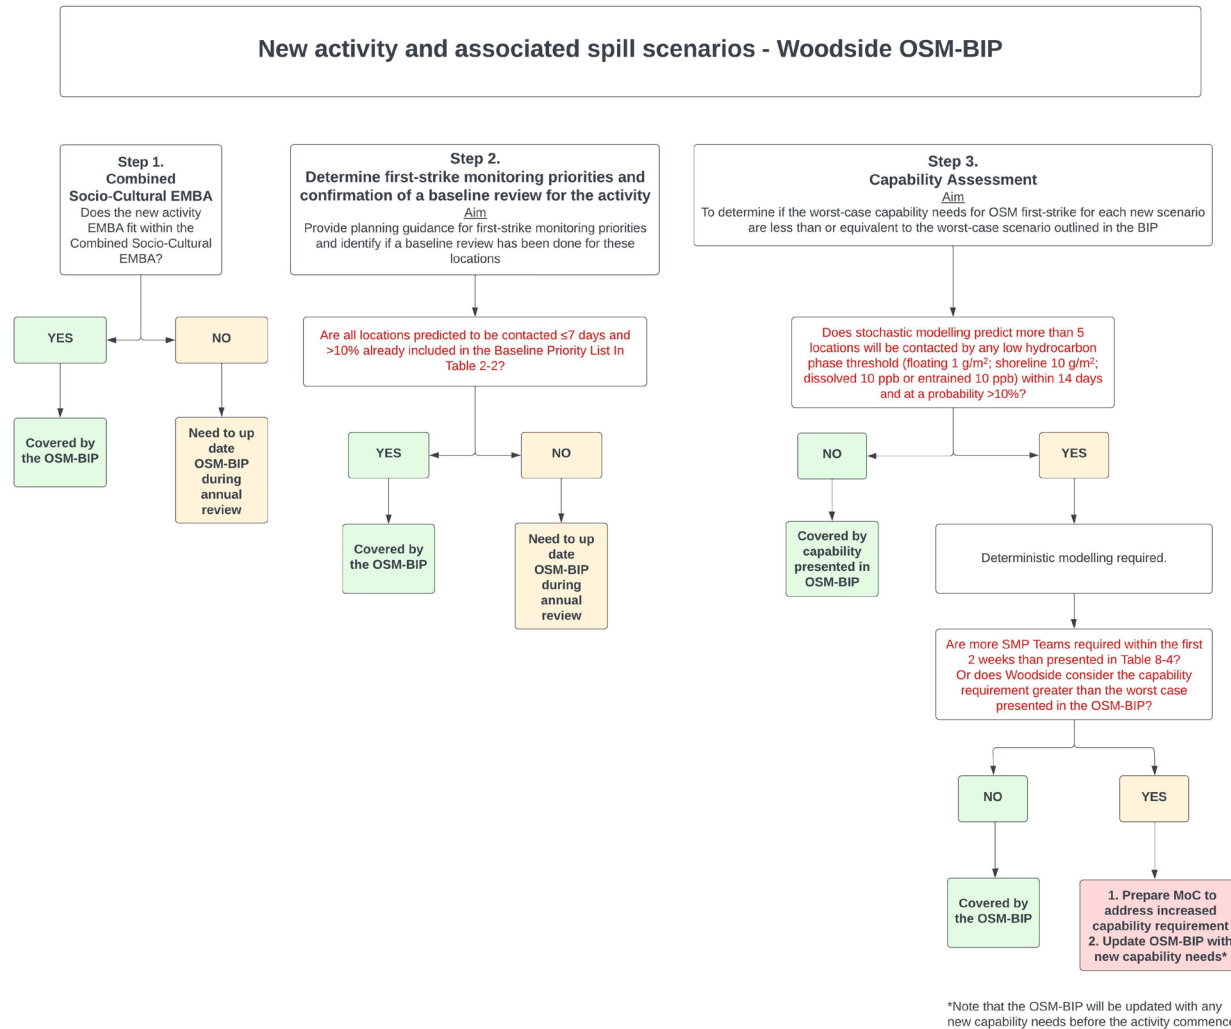 New activity and associated spill scenarios - Woodside OSM-BIP
Step 1.
Combined
Socio-Cultural EMBA
Does the new activity
EMBA fit within the
Combined Socio-Cultural
EMBA?
YES
NO
Covered by
the OSM-BIP
Need to up
date
OSM-BIP
during
annual
review
Step 2.
Determine first-strike monitoring priorities and
confirmation of a baseline review for the activity
Aim
Provide planning guidance for first-strike monitoring priorities
and identify if a baseline review has been done for these
locations
Are all locations predicted to be contacted ≤7 days and
>10% already included in the Baseline Priority List In
Table 2-2?
YES
NO
Covered by
the OSM-BIP
Need to up
date
OSM-BIP
during
annual
review
Step 3.
Capability Assessment
Aim
To determine if the worst-case capability needs for OSM first-strike for each new scenario
are less than or equivalent to the worst-case scenario outlined in the BIP
Does stochastic modelling predict more than 5
locations will be contacted by any low hydrocarbon
phase threshold (floating 1 g/m²; shoreline 10 g/m²;
dissolved 10 ppb or entrained 10 ppb) within 14 days
and at a probability >10%?
NO
YES
Covered by
capability
presented in
OSM-BIP
Deterministic modelling required.
Are more SMP Teams required within the first
2 weeks than presented in Table 8-4?
Or does Woodside consider the capability
requirement greater than the worst case
presented in the OSM-BIP?
NO
YES
Covered by
the OSM-BIP
1. Prepare MoC to
address increased
capability requirement
2. Update OSM-BIP with
new capability needs*
*Note that the OSM-BIP will be updated with any
new capability needs before the activity commence